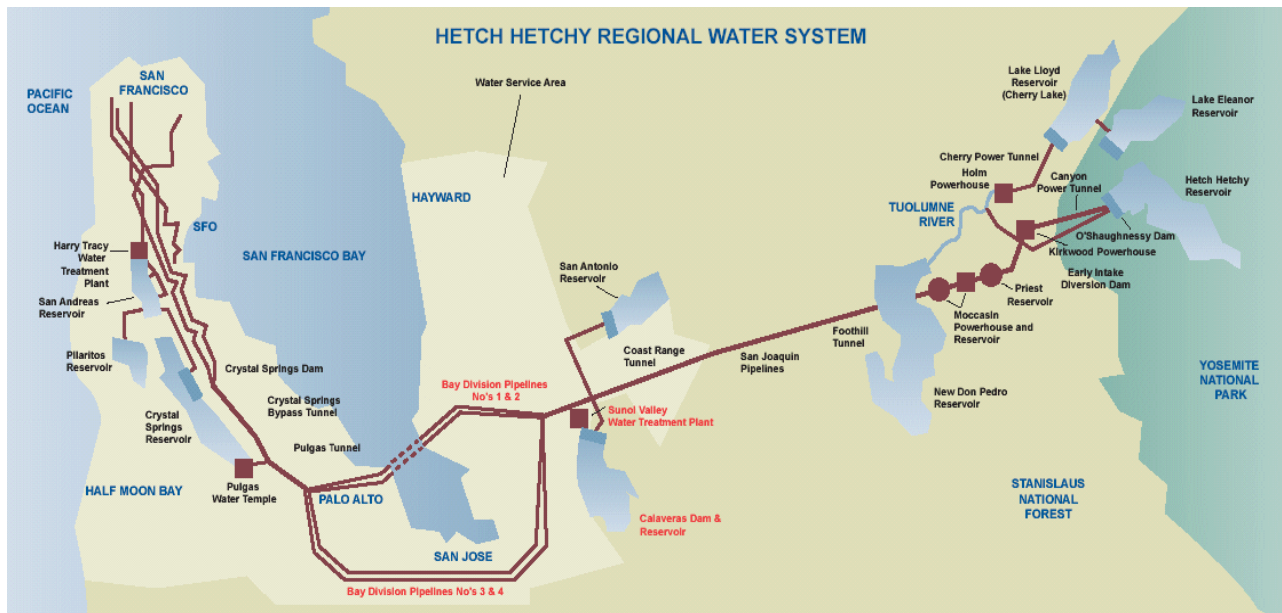 HETCH HETCHY REGIONAL WATER SYSTEM
PACIFIC
OCEAN
SAN
FRANCISCO
Water Service Area
Lake Lloyd
Reservoir
(Cherry Lake)
Lake Eleanor
Reservoir
Cherry Power Tunnel
Holm
Powerhouse
Canyon
Power Tunnel
Hetch Hetchy
Reservoir
HAYWARD
TUOLUMNE
RIVER
SFO
O'Shaughnessy Dam
Kirkwood Powerhouse
Harry Tracy
Water
Treatment
Plant
SAN FRANCISCO BAY
San Antonio
Reservoir
Early Intake
Diversion Dam
Priest
Reservoir
San Andreas
Reservoir
Moccasin
Powerhouse and
Reservoir
Foothill
Tunnel
Coast Range
Tunnel
San Joaquin
Pipelines
Pilaritos
Reservoir
Crystal Springs Dam
YOSEMITE
NATIONAL
PARK
Bay Division Pipelines
No's 1 & 2
New Don Pedro
Reservoir
Crystal Springs
Bypass Tunnel
Crystal
Springs
Reservoir
Sunol Valley
Water Treatment Plant
Pulgas Tunnel
HALF MOON BAY
Pulgas
Water Temple
PALO ALTO
STANISLAUS
NATIONAL
FOREST
Calaveras Dam &
Reservoir
SAN JOSE
Bay Division Pipelines No's 3 & 4